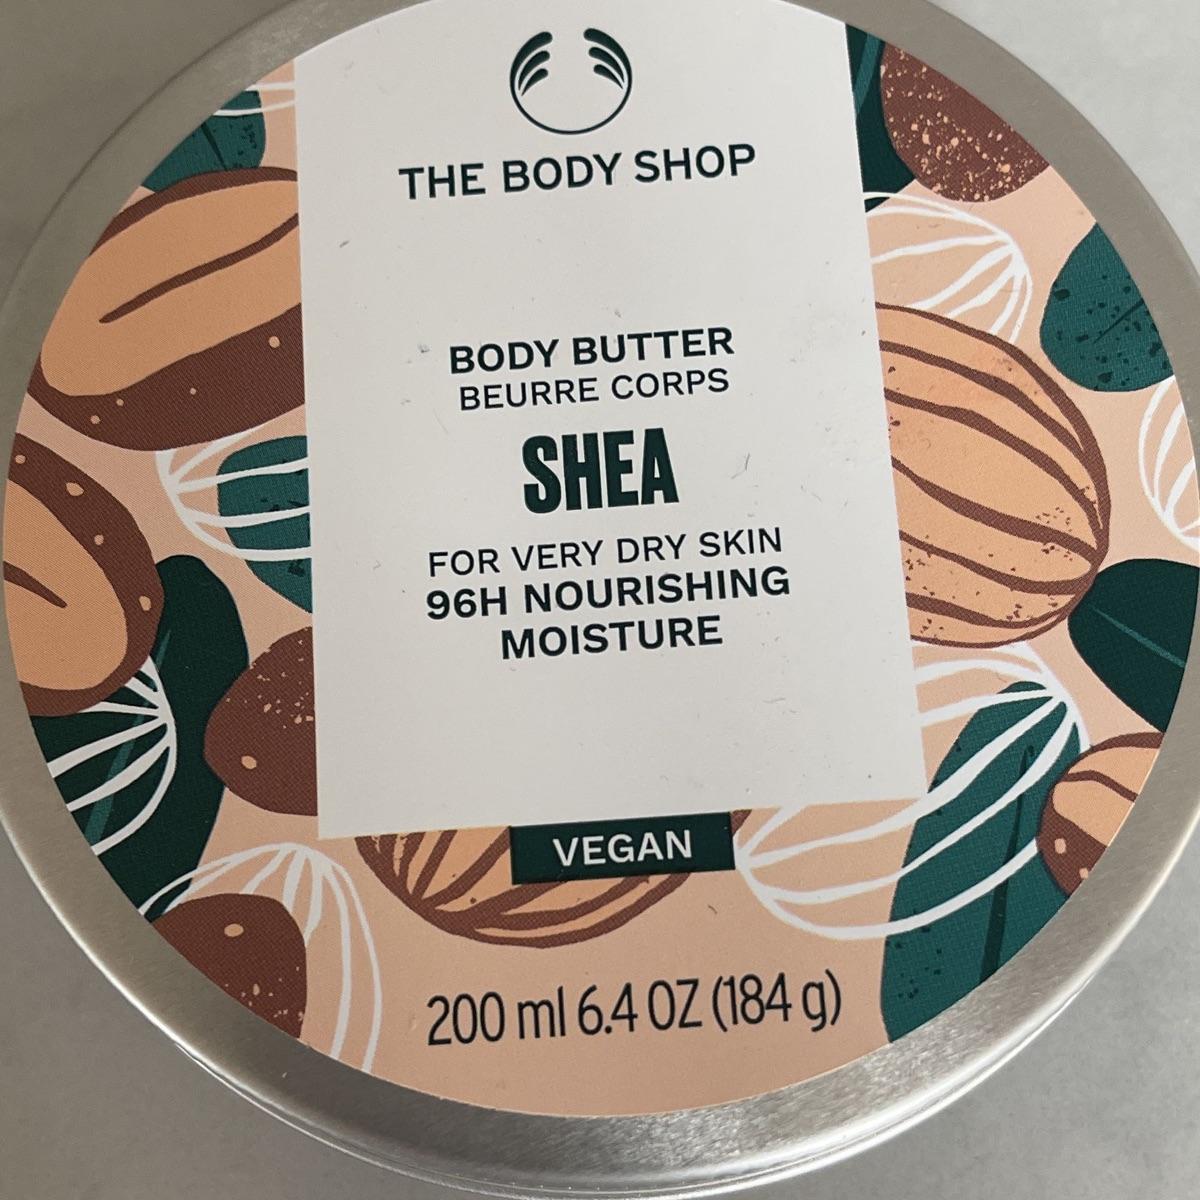 THE BODY SHOP
BODY BUTTER
BEURRE CORPS
SHEA
FOR VERY DRY SKIN
96H NOURISHING
MOISTURE
VEGAN
200 ml 6.4 OZ (184 g)